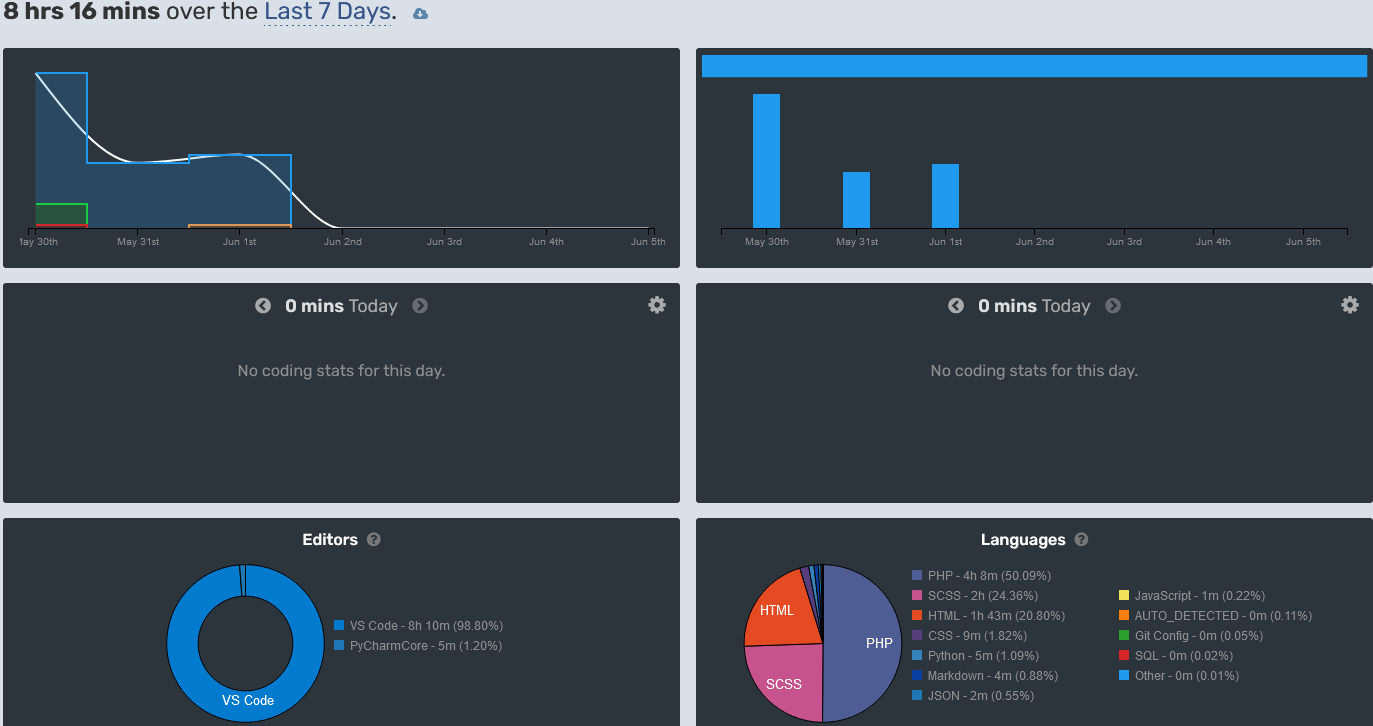 8 hrs 16 mins over the Last 7 Days.
May 31st Jun 1st Jun 2nd Jun 3rd Jun 4th Jun 5th
May 30th May 31st Jun 1st Jun 2nd Jun 3rd Jun 4th Jun 5th
0 mins Today
No coding stats for this day.
0 mins Today
No coding stats for this day.
Editors ?
VS Code - 8h 10m (98.80%)
PyCharmCore - 5m (1.20%)
VS Code
Languages ?
HTML
PHP
SCSS
PHP - 4h 8m (50.09%)
SCSS - 2h (24.36%)
HTML - 1h 43m (20.80%)
CSS - 9m (1.82%)
Python - 5m (1.09%)
Markdown - 4m (0.88%)
JSON - 2m (0.55%)
JavaScript - 1m (0.22%)
AUTO_DETECTED - 0m (0.11%)
Git Config - 0m (0.05%)
SQL - 0m (0.02%)
Other - 0m (0.01%)